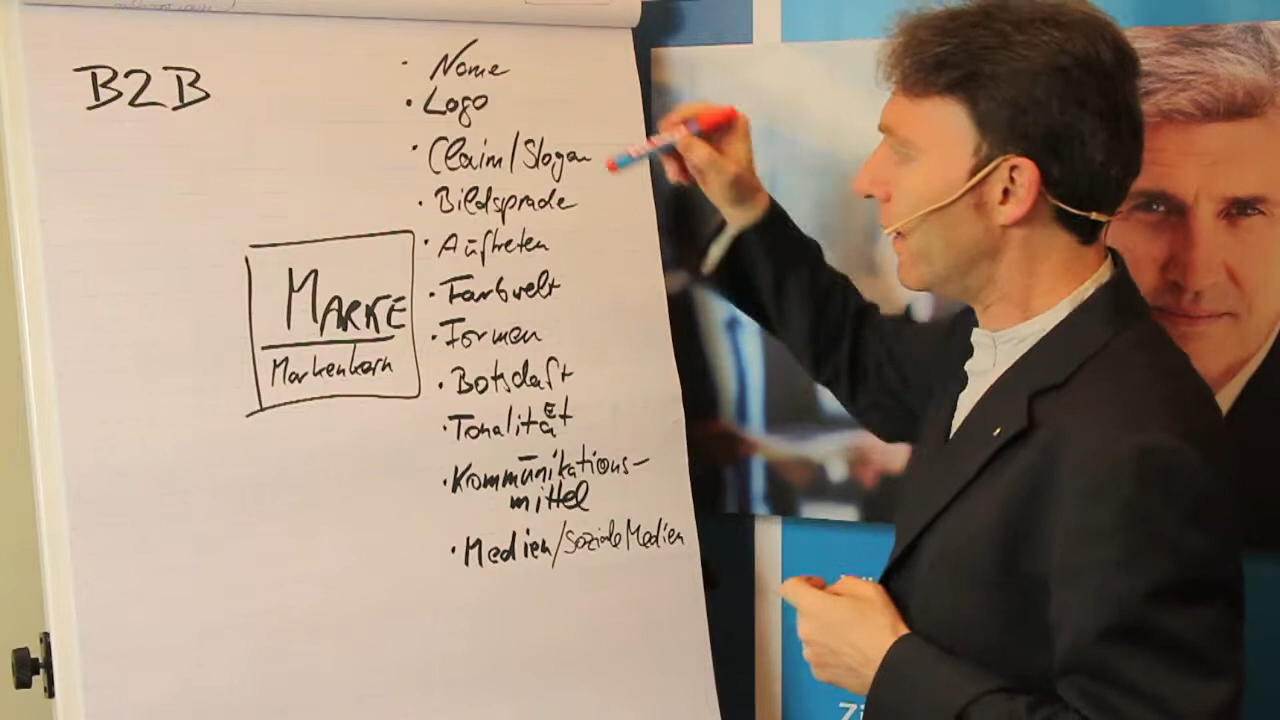 B2B
• Name
• Logo
• Claim/Slogan
• Bildsprache
• Auftreten
• Farbwelt
• Formen
MARKE
Markenkern
• Botschaft
• Tonalität
• Kommunikations-
mittel
• Medien/Soziale Medien